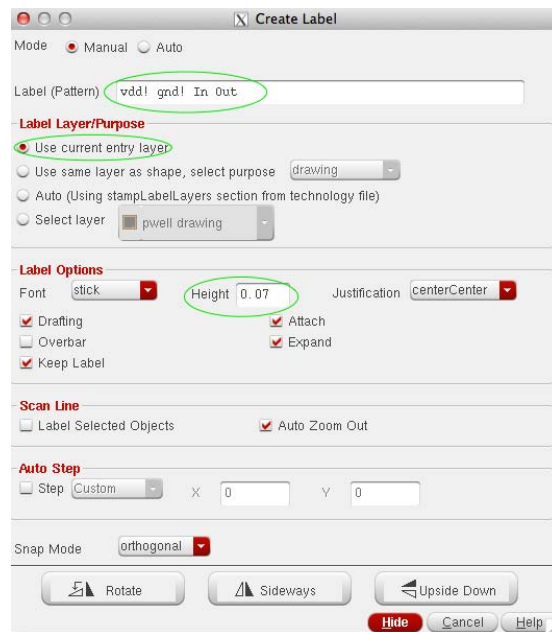 Create Label
Mode Manual Auto
Label (Pattern) vdd! gnd! In Out
Label Layer/Purpose
Use current entry layer
Use same layer as shape, select purpose drawing
Auto (Using stampLabelLayers section from technology file)
Select layer pwell drawing
Label Options
Font stick Height 0.07 Justification centerCenter
Drafting Attach
Overbar Expand
Keep Label
Scan Line
Label Selected Objects Auto Zoom Out
Auto Step
Step Custom X 0 Y 0
Snap Mode orthogonal
Rotate Sideways Upside Down
Hide Cancel Help